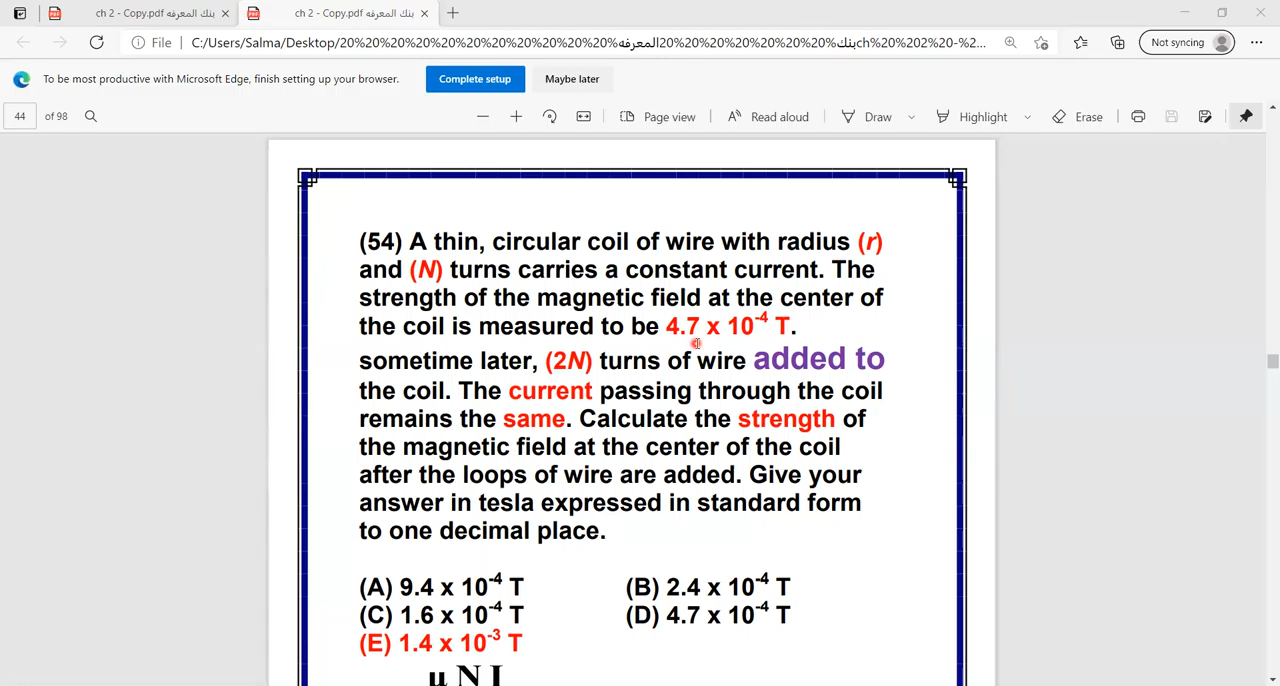 ch 2 - Copy.pdf بنك المعرفه
ch 2 - Copy.pdf بنك المعرفه
File
C:/Users/Salma/Desktop/20%20%20%20%20%20%20%20%20%20%20المعرفه%20%20%20%20%20%20%20بنكch%20%202%20-%2...
Not syncing
To be most productive with Microsoft Edge, finish setting up your browser.
Complete setup
Maybe later
44 of 98
Page view
Read aloud
Draw
Highlight
Erase
(54) A thin, circular coil of wire with radius (r)
and (N) turns carries a constant current. The
strength of the magnetic field at the center of
the coil is measured to be 4.7 x 10⁻⁴ T.
sometime later, (2N) turns of wire added to
the coil. The current passing through the coil
remains the same. Calculate the strength of
the magnetic field at the center of the coil
after the loops of wire are added. Give your
answer in tesla expressed in standard form
to one decimal place.
(A) 9.4 x 10⁻⁴ T (B) 2.4 x 10⁻⁴ T
(C) 1.6 x 10⁻⁴ T (D) 4.7 x 10⁻⁴ T
(E) 1.4 x 10⁻³ T
μ N I